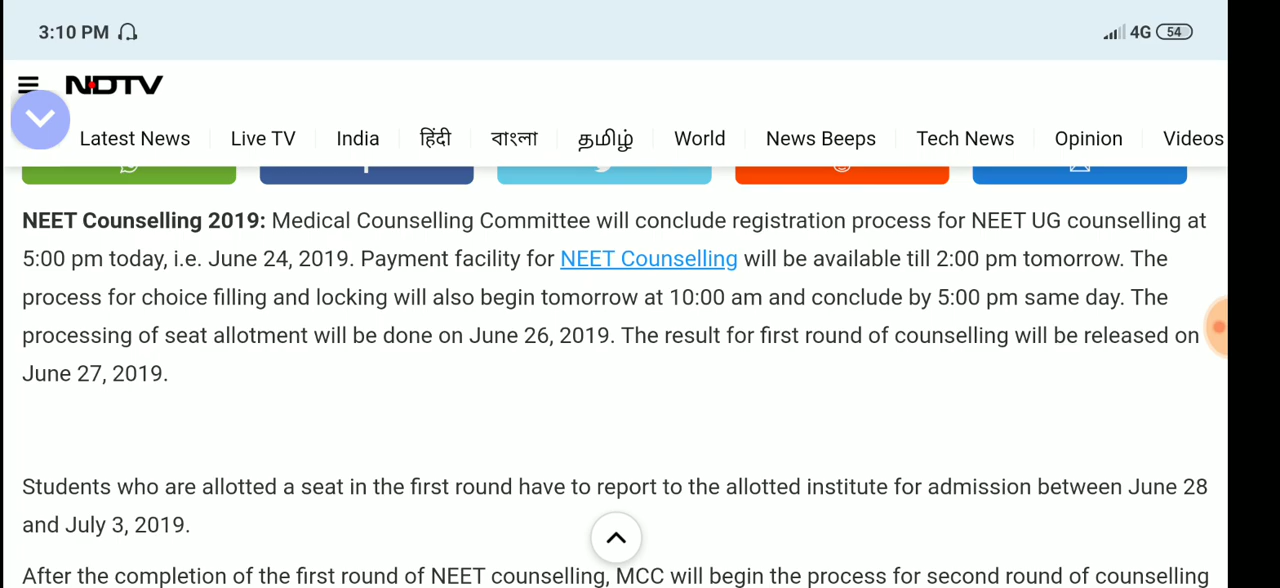 3:10 PM 4G 54
NDTV
Latest News Live TV India हिंदी বাংলা தமிழ் World News Beeps Tech News Opinion Videos
NEET Counselling 2019: Medical Counselling Committee will conclude registration process for NEET UG counselling at
5:00 pm today, i.e. June 24, 2019. Payment facility for NEET Counselling will be available till 2:00 pm tomorrow. The
process for choice filling and locking will also begin tomorrow at 10:00 am and conclude by 5:00 pm same day. The
processing of seat allotment will be done on June 26, 2019. The result for first round of counselling will be released on
June 27, 2019.
Students who are allotted a seat in the first round have to report to the allotted institute for admission between June 28
and July 3, 2019.
After the completion of the first round of NEET counselling, MCC will begin the process for second round of counselling